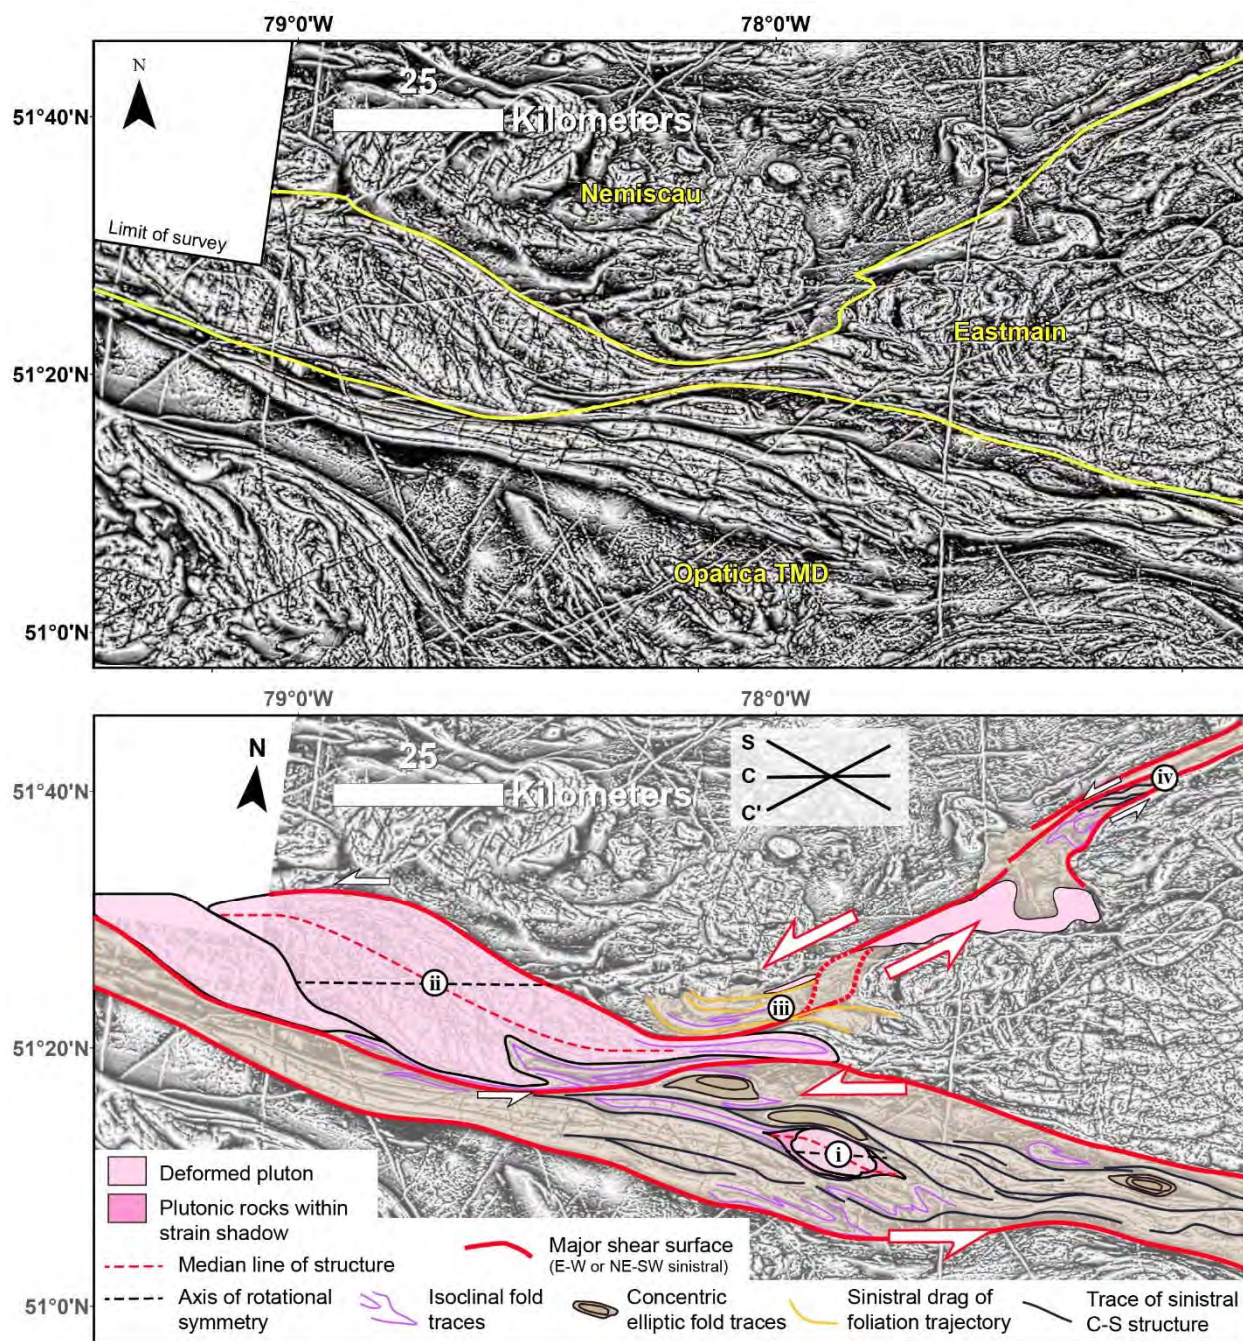 79°0'W 78°0'W
N
51°40'N
25
Kilometers
Nemiscau
Limit of survey
Eastmain
51°20'N
Opatica TMD
51°0'N
79°0'W 78°0'W
N
25
Kilometers
S
C
C'
iv
51°40'N
ii
iii
51°20'N
i
Deformed pluton
Plutonic rocks within
strain shadow
Median line of structure
Major shear surface
(E-W or NE-SW sinistral)
Axis of rotational
symmetry
Isoclinal fold
traces
Concentric
elliptic fold traces
Sinistral drag of
foliation trajectory
Trace of sinistral
C-S structure
51°0'N